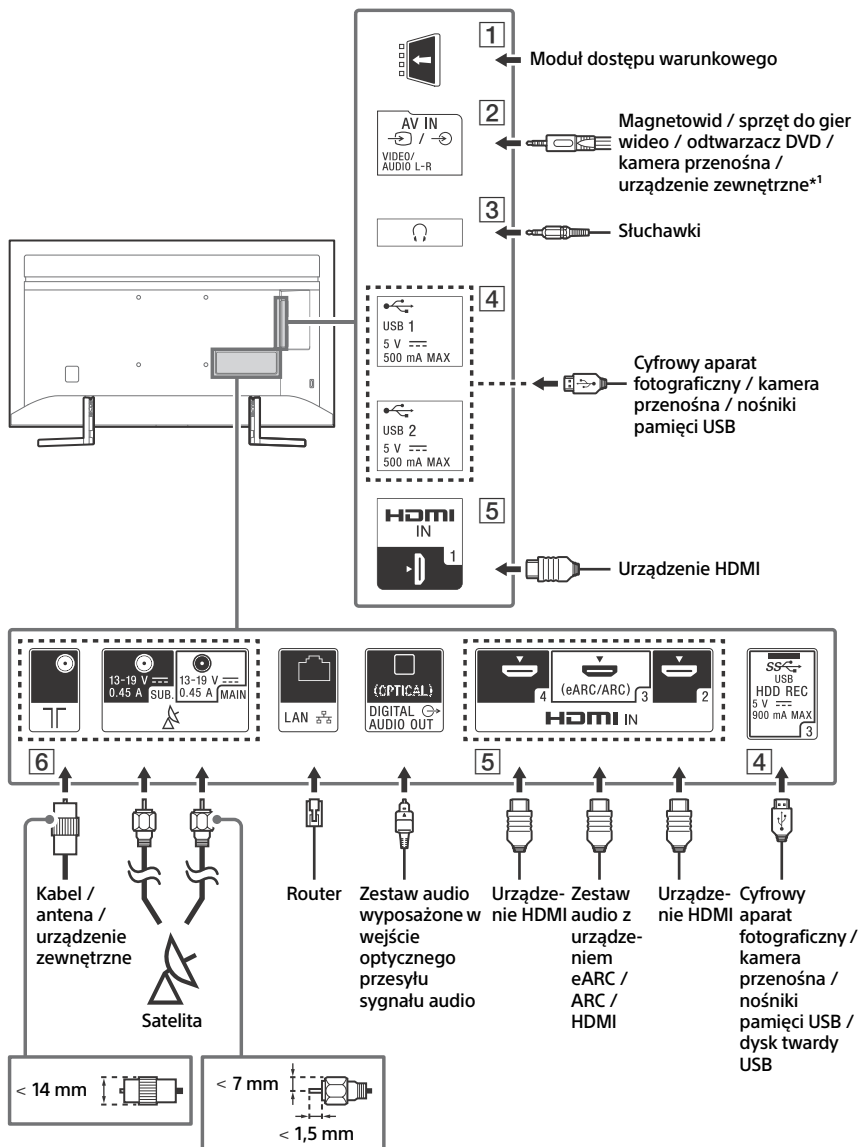 1
Moduł dostępu warunkowego
2
AV IN
/
VIDEO/
AUDIO L-R
Magnetowid / sprzęt do gier
wideo / odtwarzacz DVD /
kamera przenośna /
urządzenie zewnętrzne*1
3
Słuchawki
4
USB 1
5 V
500 mA MAX
USB 2
5 V
500 mA MAX
Cyfrowy aparat
fotograficzny / kamera
przenośna / nośniki
pamięci USB
5
HDMI
IN
1
Urządzenie HDMI
13-19 V
0.45 A SUB.
13-19 V
0.45 A MAIN
LAN
(OPTICAL)
DIGITAL
AUDIO OUT
4
(eARC/ARC) 3
2
HDMI IN
SS
USB
HDD REC
5 V
900 mA MAX
3
6
5
4
Kabel /
antena /
urządzenie
zewnętrzne
Satelita
Router
Zestaw audio
wyposażone w
wejście
optycznego
przesyłu
sygnału audio
Urządze-
nie HDMI
Zestaw
audio z
urządze-
niem
eARC /
ARC /
HDMI
Urządze-
nie HDMI
Cyfrowy
aparat
fotograficzny /
kamera
przenośna /
nośniki
pamięci USB /
dysk twardy
USB
< 14 mm
< 7 mm
< 1,5 mm